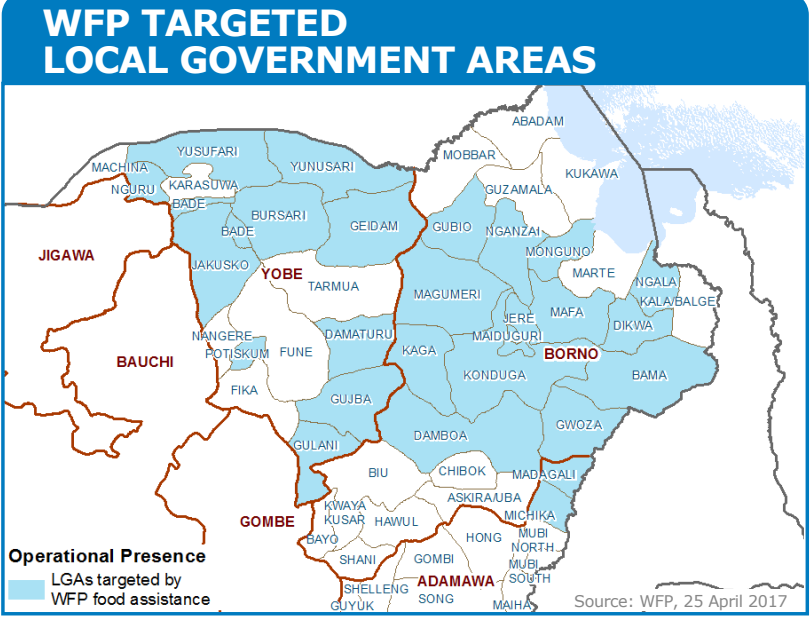 WFP TARGETED
LOCAL GOVERNMENT AREAS
ABADAM
YUSUFARI
MOBBAR
MACHINA
YUNUSARI
KUKAWA
NGURU
KARASUWA
GUZAMALA
BADE
BURSARI
GEIDAM
GUBIO
NGANZAI
BADE
JIGAWA
MONGUNO
JAKUSKO
YOBE
MARTE
TARMUA
NGALA
MAGUMERI
KALA/BALGE
JERE
MAFA
DIKWA
NANGERE
DAMATURU
MAIDUGURI
POTISKUM
FUNE
KAGA
BORNO
BAUCHI
KONDUGA
BAMA
FIKA
GUJBA
GWOZA
DAMBOA
GULANI
BIU
CHIBOK
MADAGALI
ASKIRA/UBA
KWAYA
KUSAR
HAWUL
MICHIKA
GOMBE
BAYO
HONG
MUBI
NORTH
SHANI
GOMBI
MUBI
SOUTH
ADAMAWA
SHELLENG
SONG
GUYUK
MAIHA
Operational Presence
LGAs targeted by
WFP food assistance
Source: WFP, 25 April 2017